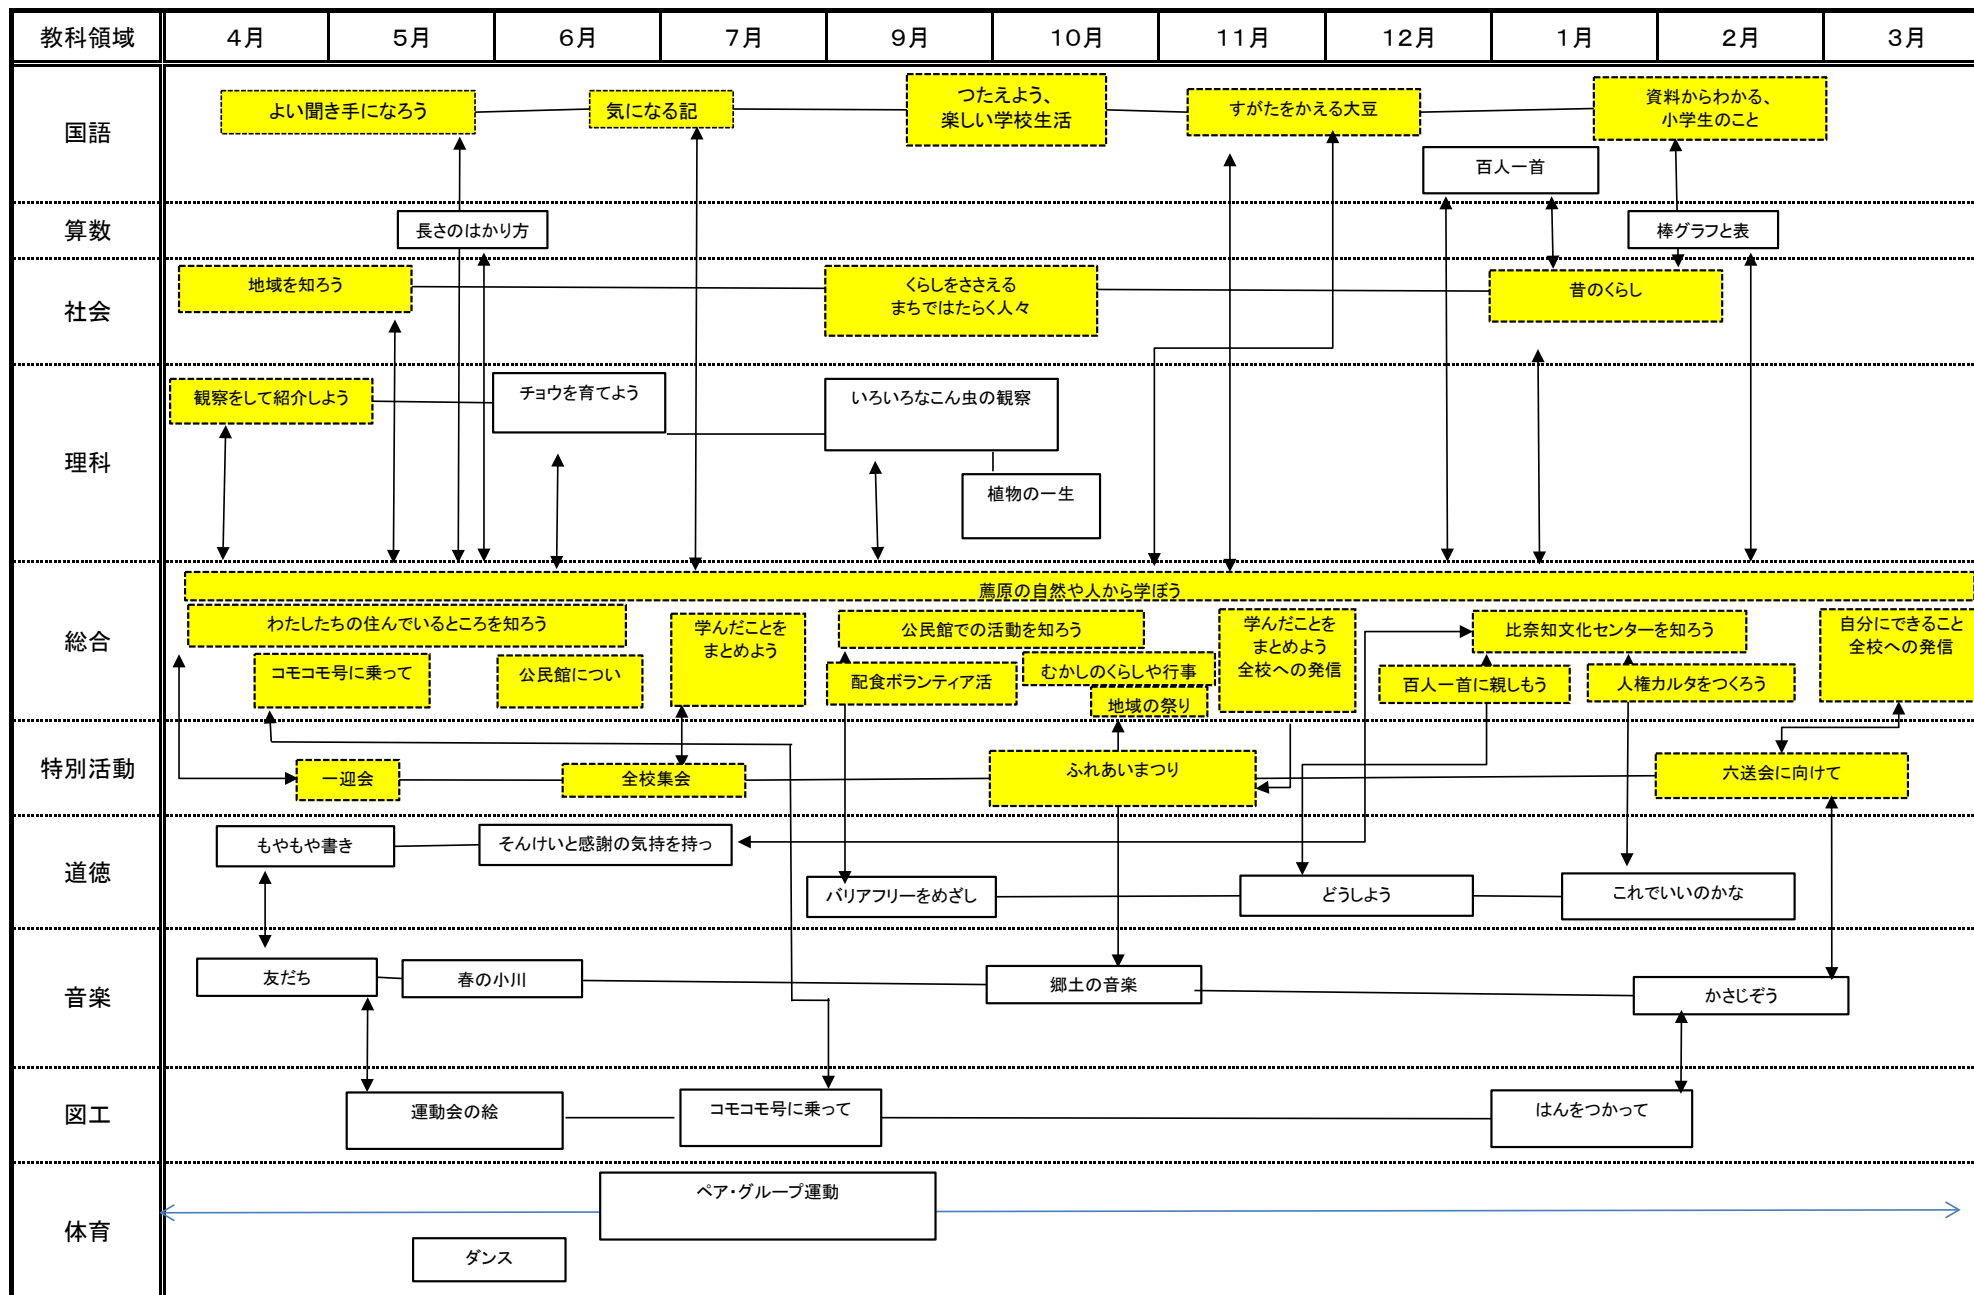 教科領域
4月
5月
6月
7月
9月
10月
11月
12月
1月
2月
3月
国語
よい聞き手になろう
気になる記
つたえよう、
楽しい学校生活
すがたをかえる大豆
資料からわかる、
小学生のこと
百人一首
算数
長さのはかり方
棒グラフと表
社会
地域を知ろう
くらしをささえる
まちではたらく人々
昔のくらし
理科
観察をして紹介しよう
チョウを育てよう
いろいろなこん虫の観察
植物の一生
総合
薦原の自然や人から学ぼう
わたしたちの住んでいるところを知ろう
コモコモ号に乗って
公民館につい
学んだことを
まとめよう
公民館での活動を知ろう
配食ボランティア活
むかしのくらしや行事
地域の祭り
学んだことを
まとめよう
全校への発信
比奈知文化センターを知ろう
百人一首に親しもう
人権カルタをつくろう
自分にできること
全校への発信
特別活動
一迎会
全校集会
ふれあいまつり
六送会に向けて
道徳
もやもや書き
そんけいと感謝の気持を持っ
バリアフリーをめざし
どうしよう
これでいいのかな
音楽
友だち
春の小川
郷土の音楽
かさじぞう
図工
運動会の絵
コモコモ号に乗って
はんをつかって
体育
ペア・グループ運動
ダンス